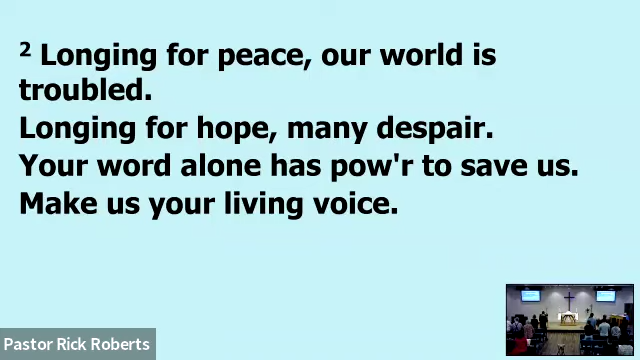 ² Longing for peace, our world is
troubled.
Longing for hope, many despair.
Your word alone has pow'r to save us.
Make us your living voice.
Pastor Rick Roberts